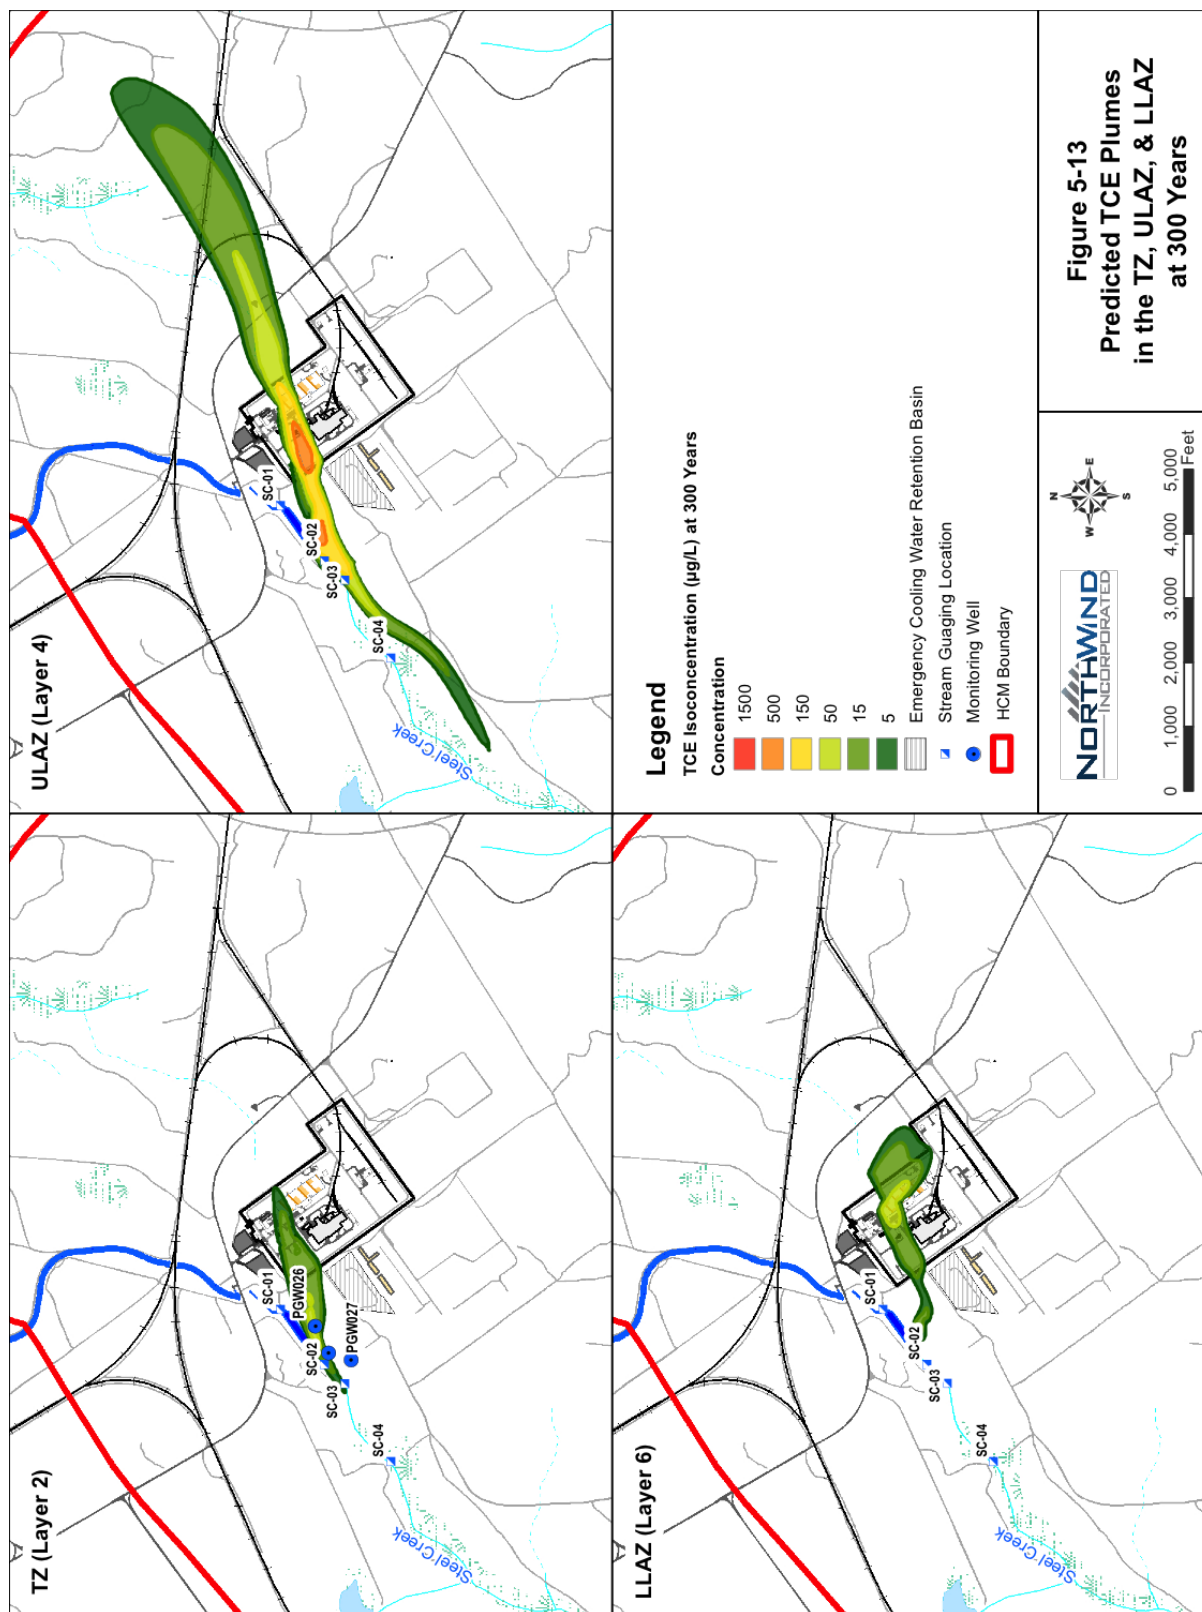 TZ (Layer 2)
SC-01
PGW026
SC-02
PGW027
SC-03
SC-04
Steel Creek
ULAZ (Layer 4)
SC-01
SC-02
SC-03
SC-04
Steel Creek
LLAZ (Layer 6)
SC-01
SC-02
SC-03
SC-04
Steel Creek
Legend
TCE Isoconcentration (µg/L) at 300 Years
Concentration
1500
500
150
50
15
5
Emergency Cooling Water Retention Basin
Stream Guaging Location
Monitoring Well
HCM Boundary
NORTHWIND
INCORPORATED
N
W E
S
0 1,000 2,000 3,000 4,000 5,000
Feet
Figure 5-13
Predicted TCE Plumes
in the TZ, ULAZ, & LLAZ
at 300 Years